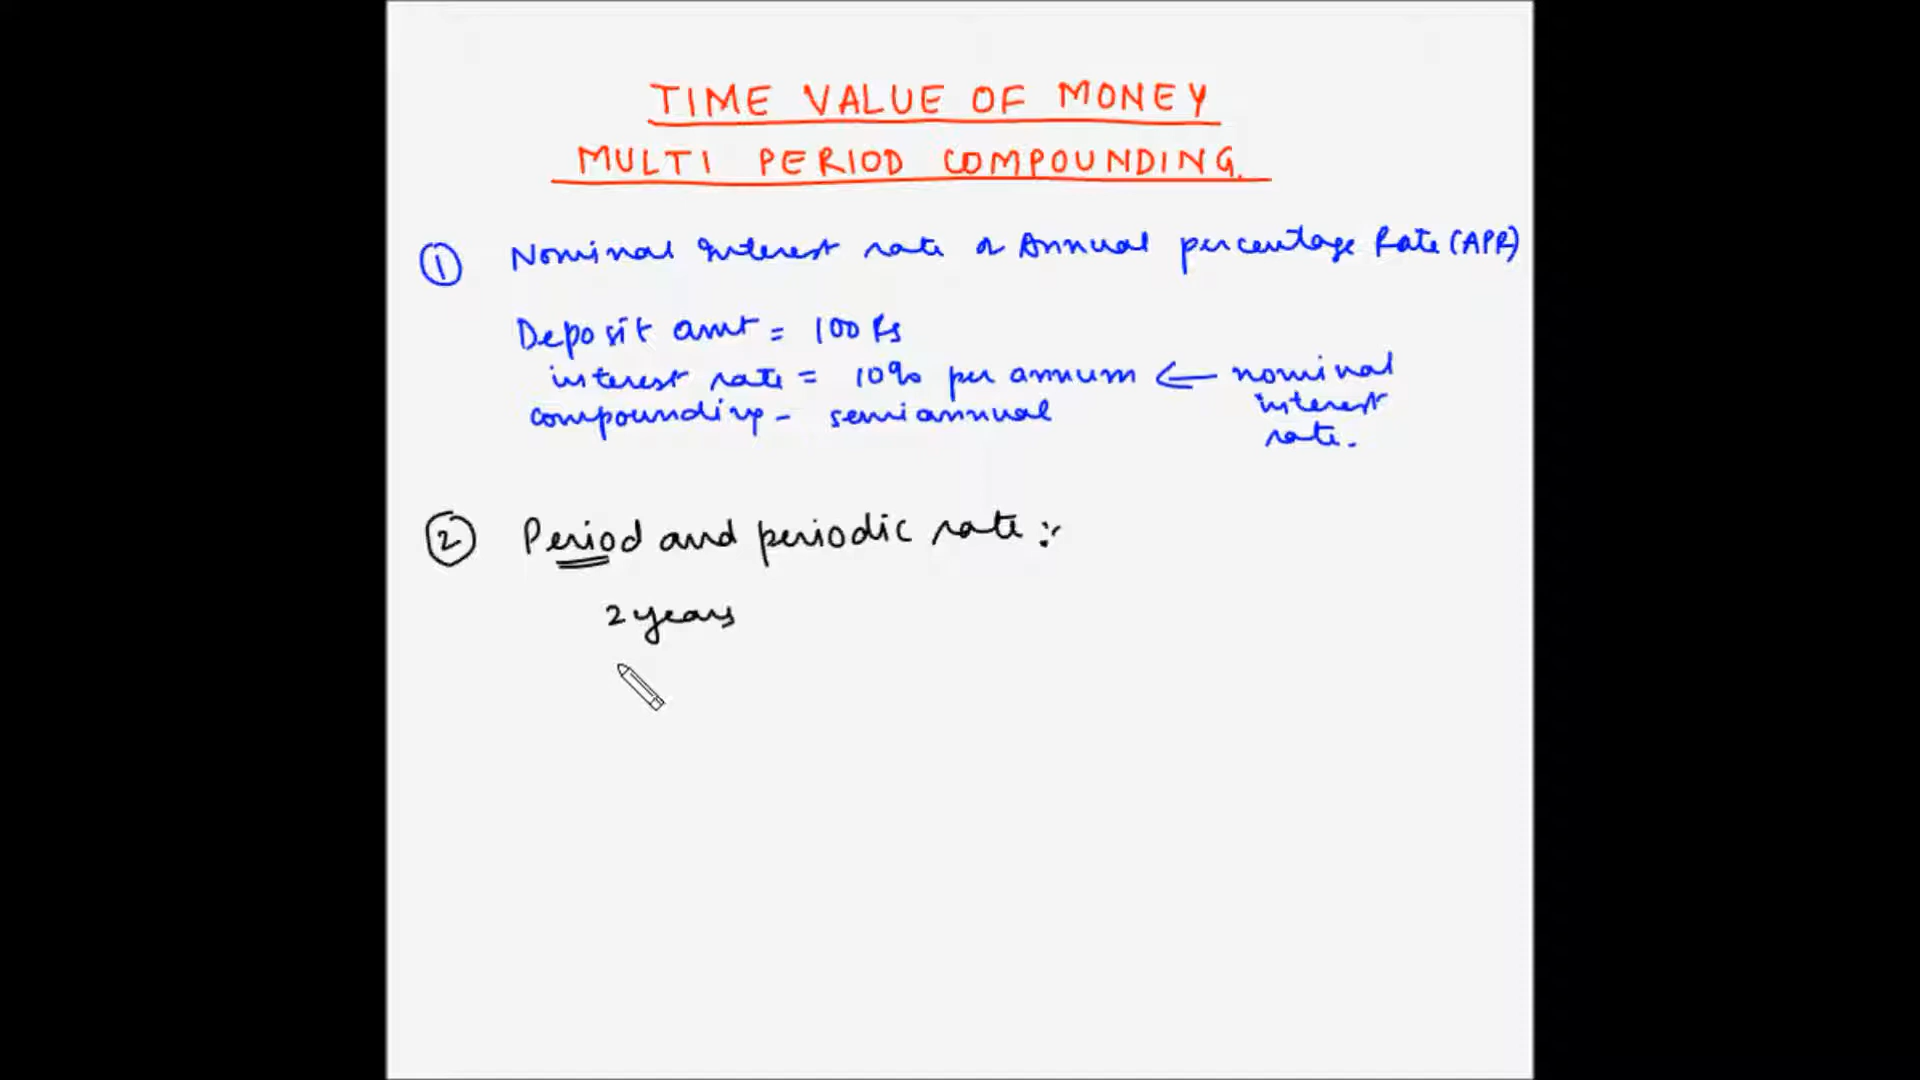 TIME VALUE OF MONEY
MULTI PERIOD COMPOUNDING.
1 Nominal Interest rate or Annual percentage Rate (APR)
Deposit amt = 100 Rs
interest rate = 10% per annum ← nominal
interest
rate.
compounding - semiannual
2 Period and periodic rate :-
2 years